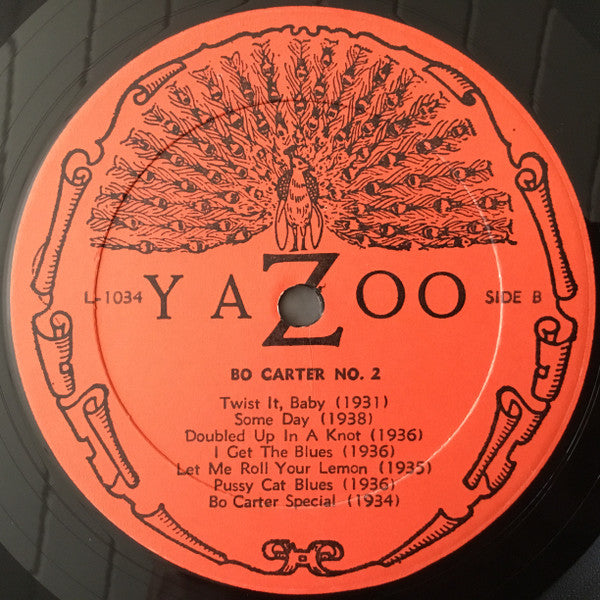 L-1034 YAZOO SIDE B
BO CARTER NO. 2
Twist It, Baby (1931)
Some Day (1938)
Doubled Up In A Knot (1936)
I Get The Blues (1936)
Let Me Roll Your Lemon (1935)
Pussy Cat Blues (1936)
Bo Carter Special (1934)